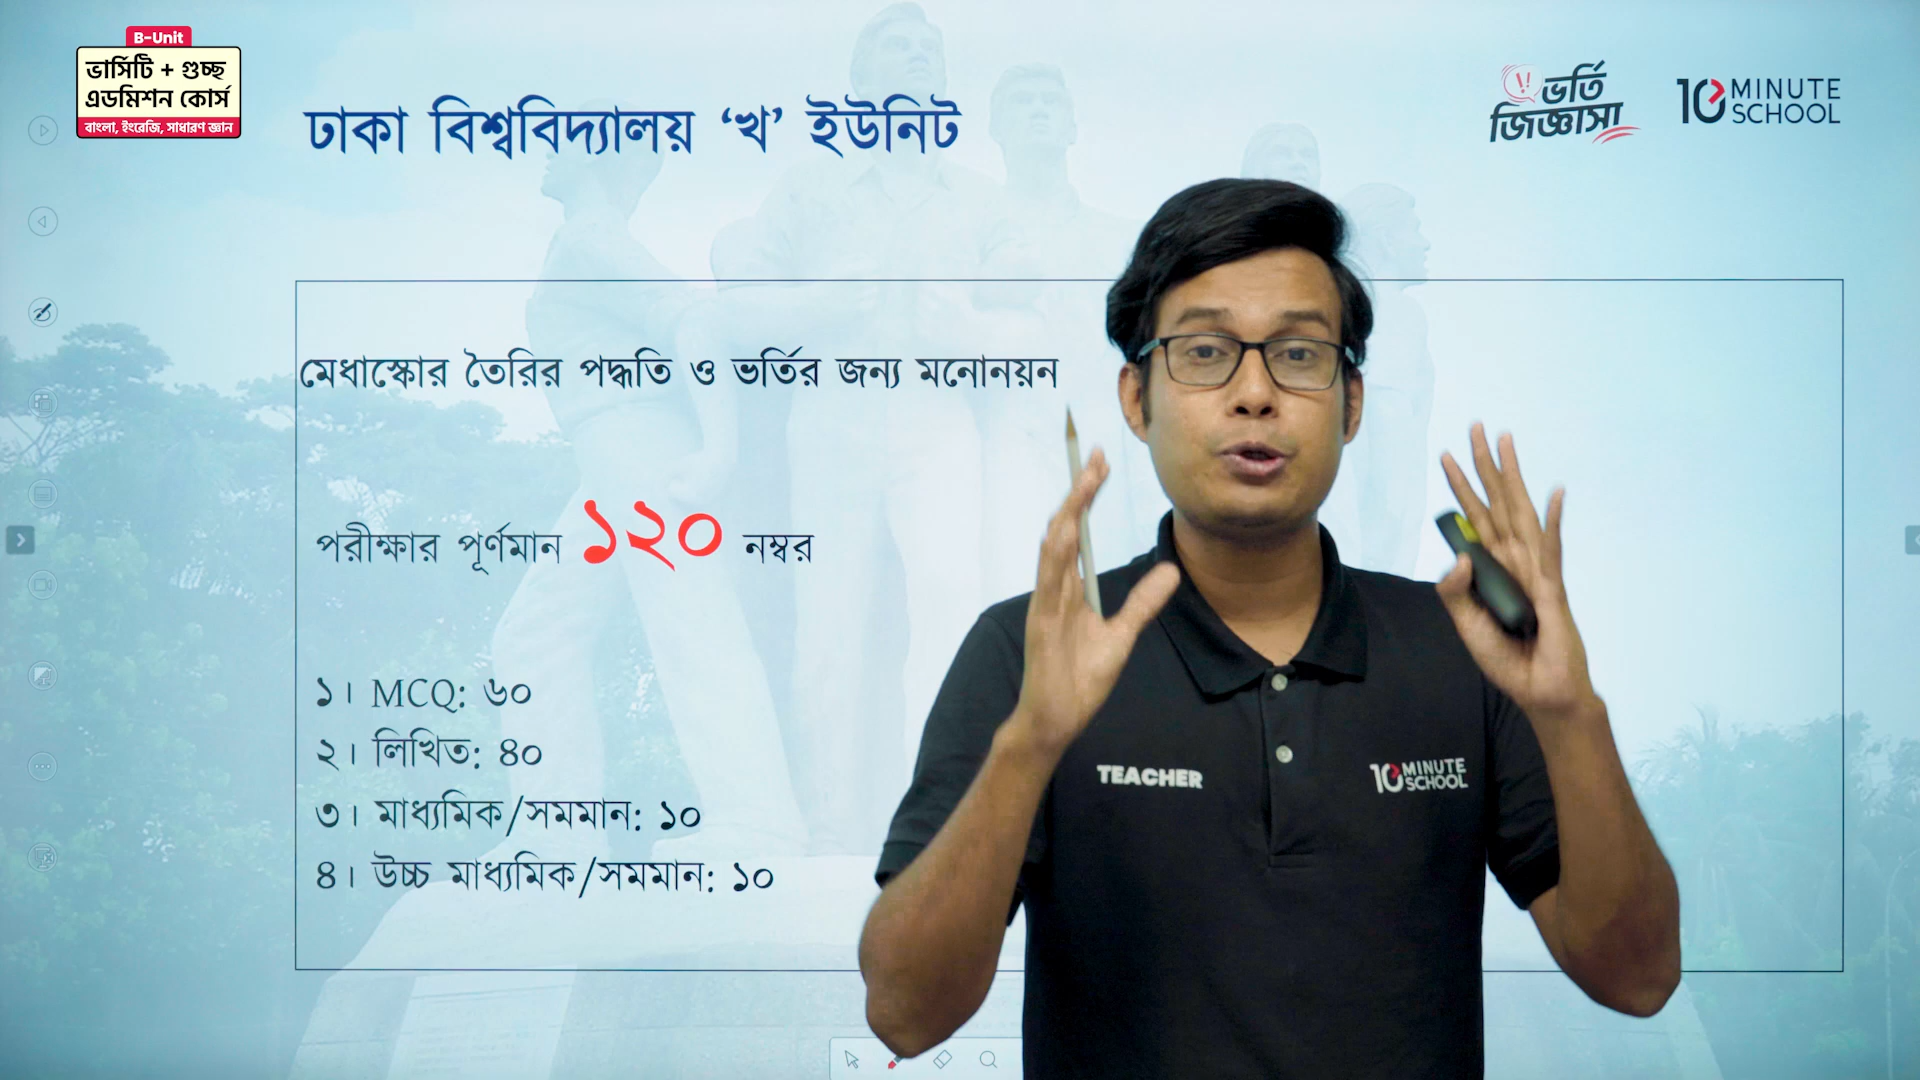 B-Unit
ভার্সিটি + গুচ্ছ
এডমিশন কোর্স
বাংলা, ইংরেজি, সাধারণ জ্ঞান
ঢাকা বিশ্ববিদ্যালয় ‘খ’ ইউনিট
ভর্তি
জিজ্ঞাসা
10 MINUTE
SCHOOL
মেধাস্কোর তৈরির পদ্ধতি ও ভর্তির জন্য মনোনয়ন
পরীক্ষার পূর্ণমান ১২০ নম্বর
১। MCQ: ৬০
২। লিখিত: ৪০
৩। মাধ্যমিক/সমমান: ১০
৪। উচ্চ মাধ্যমিক/সমমান: ১০
TEACHER
10 MINUTE
SCHOOL